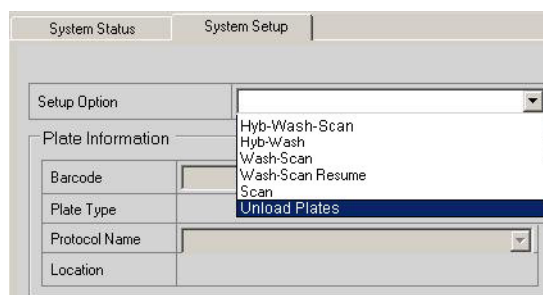 System Status System Setup
Setup Option
Hyb-Wash-Scan
Hyb-Wash
Wash-Scan
Wash-Scan Resume
Scan
Unload Plates
Plate Information
Barcode
Plate Type
Protocol Name
Location